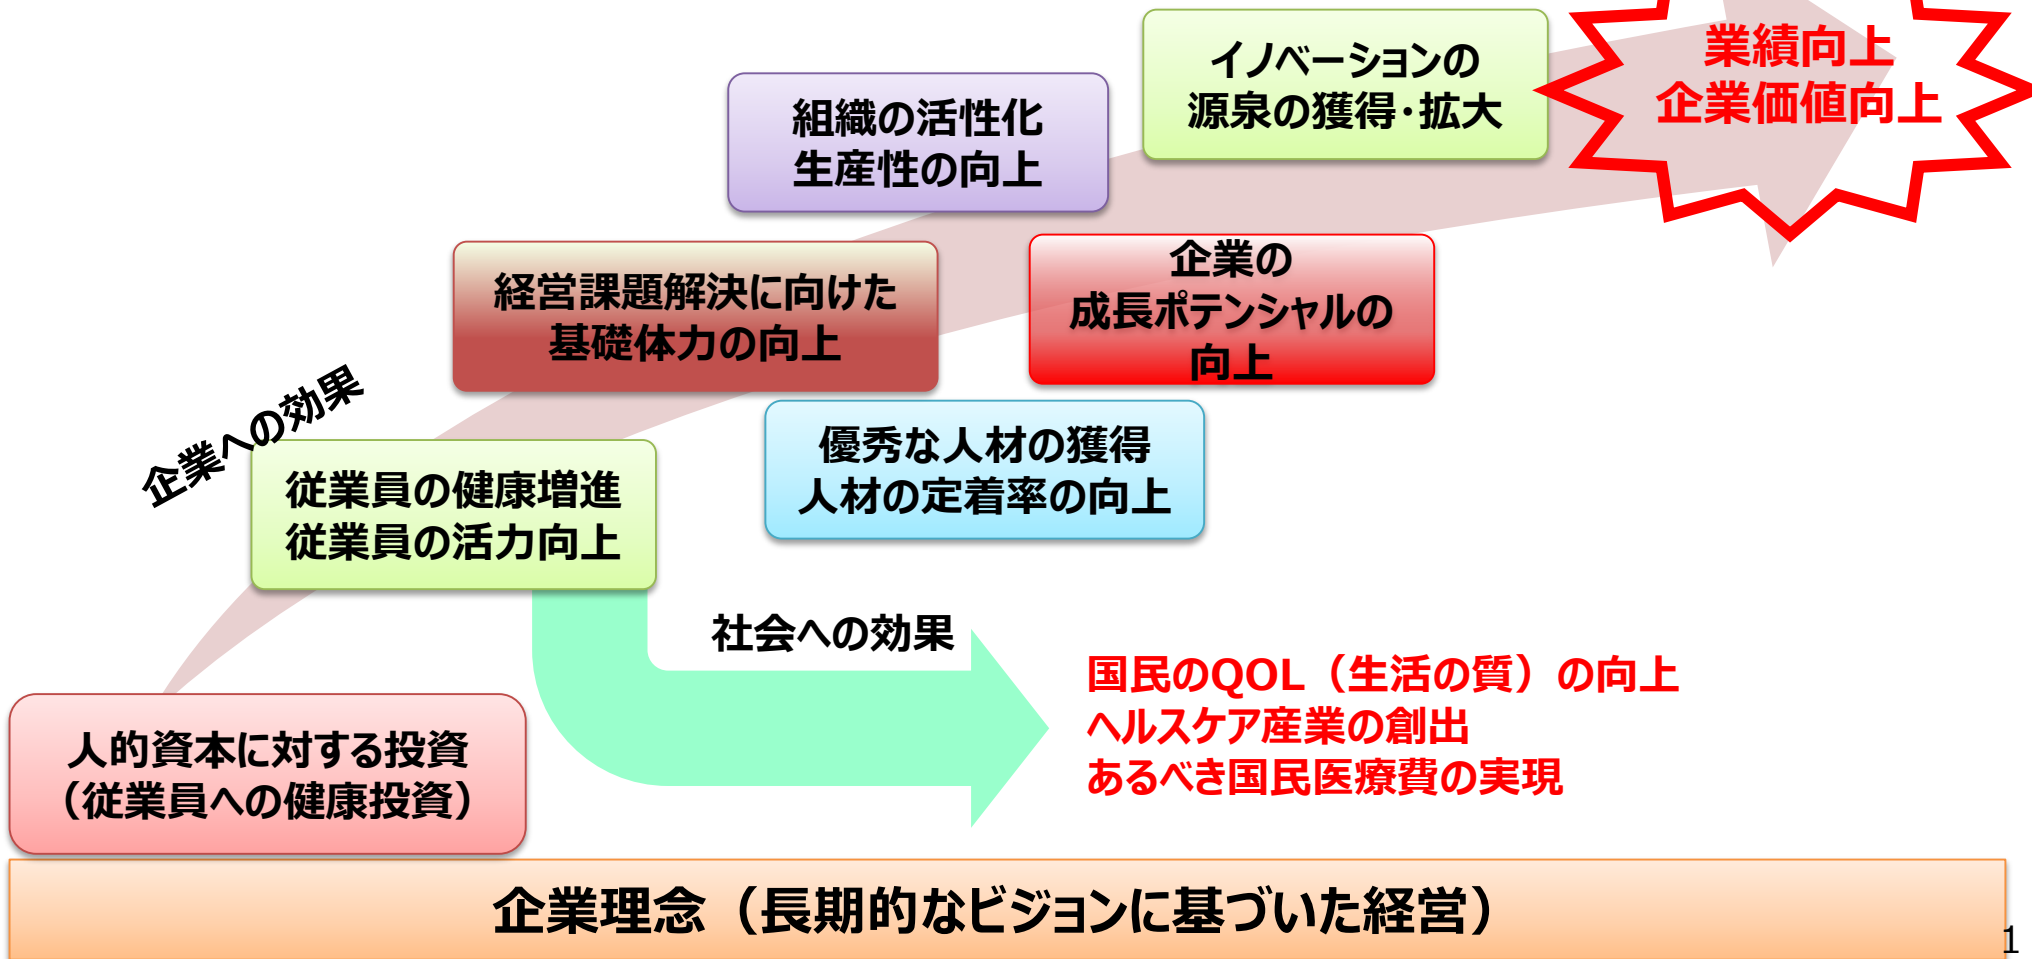 業績向上
企業価値向上
イノベーションの
源泉の獲得・拡大
組織の活性化
生産性の向上
企業の
成長ポテンシャルの
向上
経営課題解決に向けた
基礎体力の向上
優秀な人材の獲得
人材の定着率の向上
企業への効果
従業員の健康増進
従業員の活力向上
社会への効果
国民のQOL（生活の質）の向上
ヘルスケア産業の創出
あるべき国民医療費の実現
人的資本に対する投資
（従業員への健康投資）
企業理念（長期的なビジョンに基づいた経営）
1